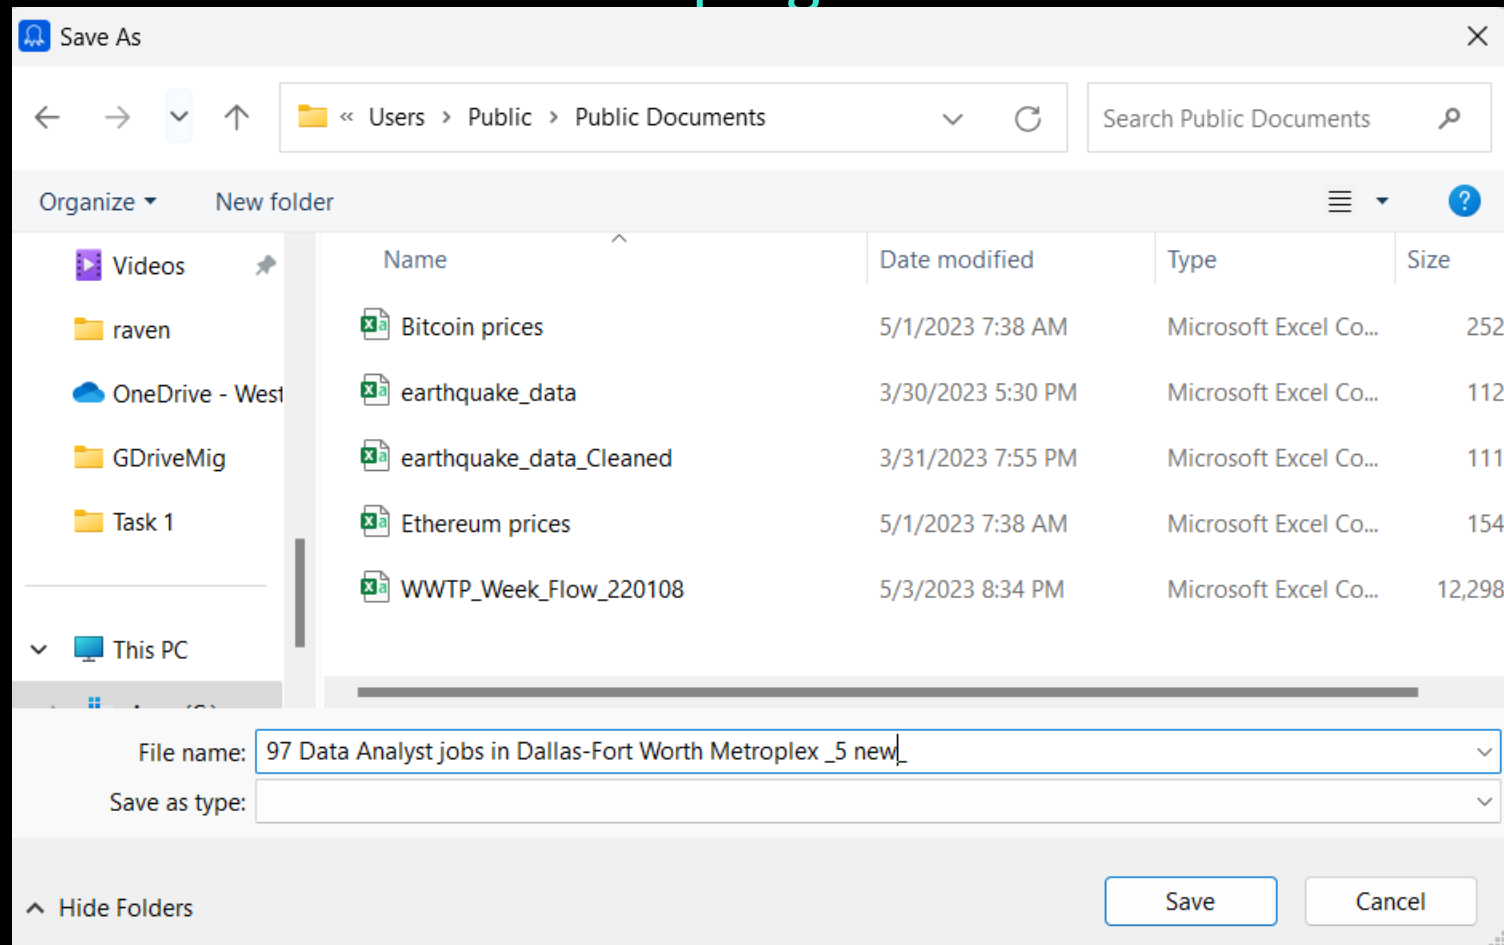 Save As
« Users > Public > Public Documents
Search Public Documents
Organize
New folder
?
Name
Date modified
Type
Size
Videos
raven
OneDrive - West
GDriveMig
Task 1
This PC
Bitcoin prices 5/1/2023 7:38 AM Microsoft Excel Co... 252
earthquake_data 3/30/2023 5:30 PM Microsoft Excel Co... 112
earthquake_data_Cleaned 3/31/2023 7:55 PM Microsoft Excel Co... 111
Ethereum prices 5/1/2023 7:38 AM Microsoft Excel Co... 154
WWTP_Week_Flow_220108 5/3/2023 8:34 PM Microsoft Excel Co... 12,298
File name: 97 Data Analyst jobs in Dallas-Fort Worth Metroplex _5 new_
Save as type:
Hide Folders
Save
Cancel